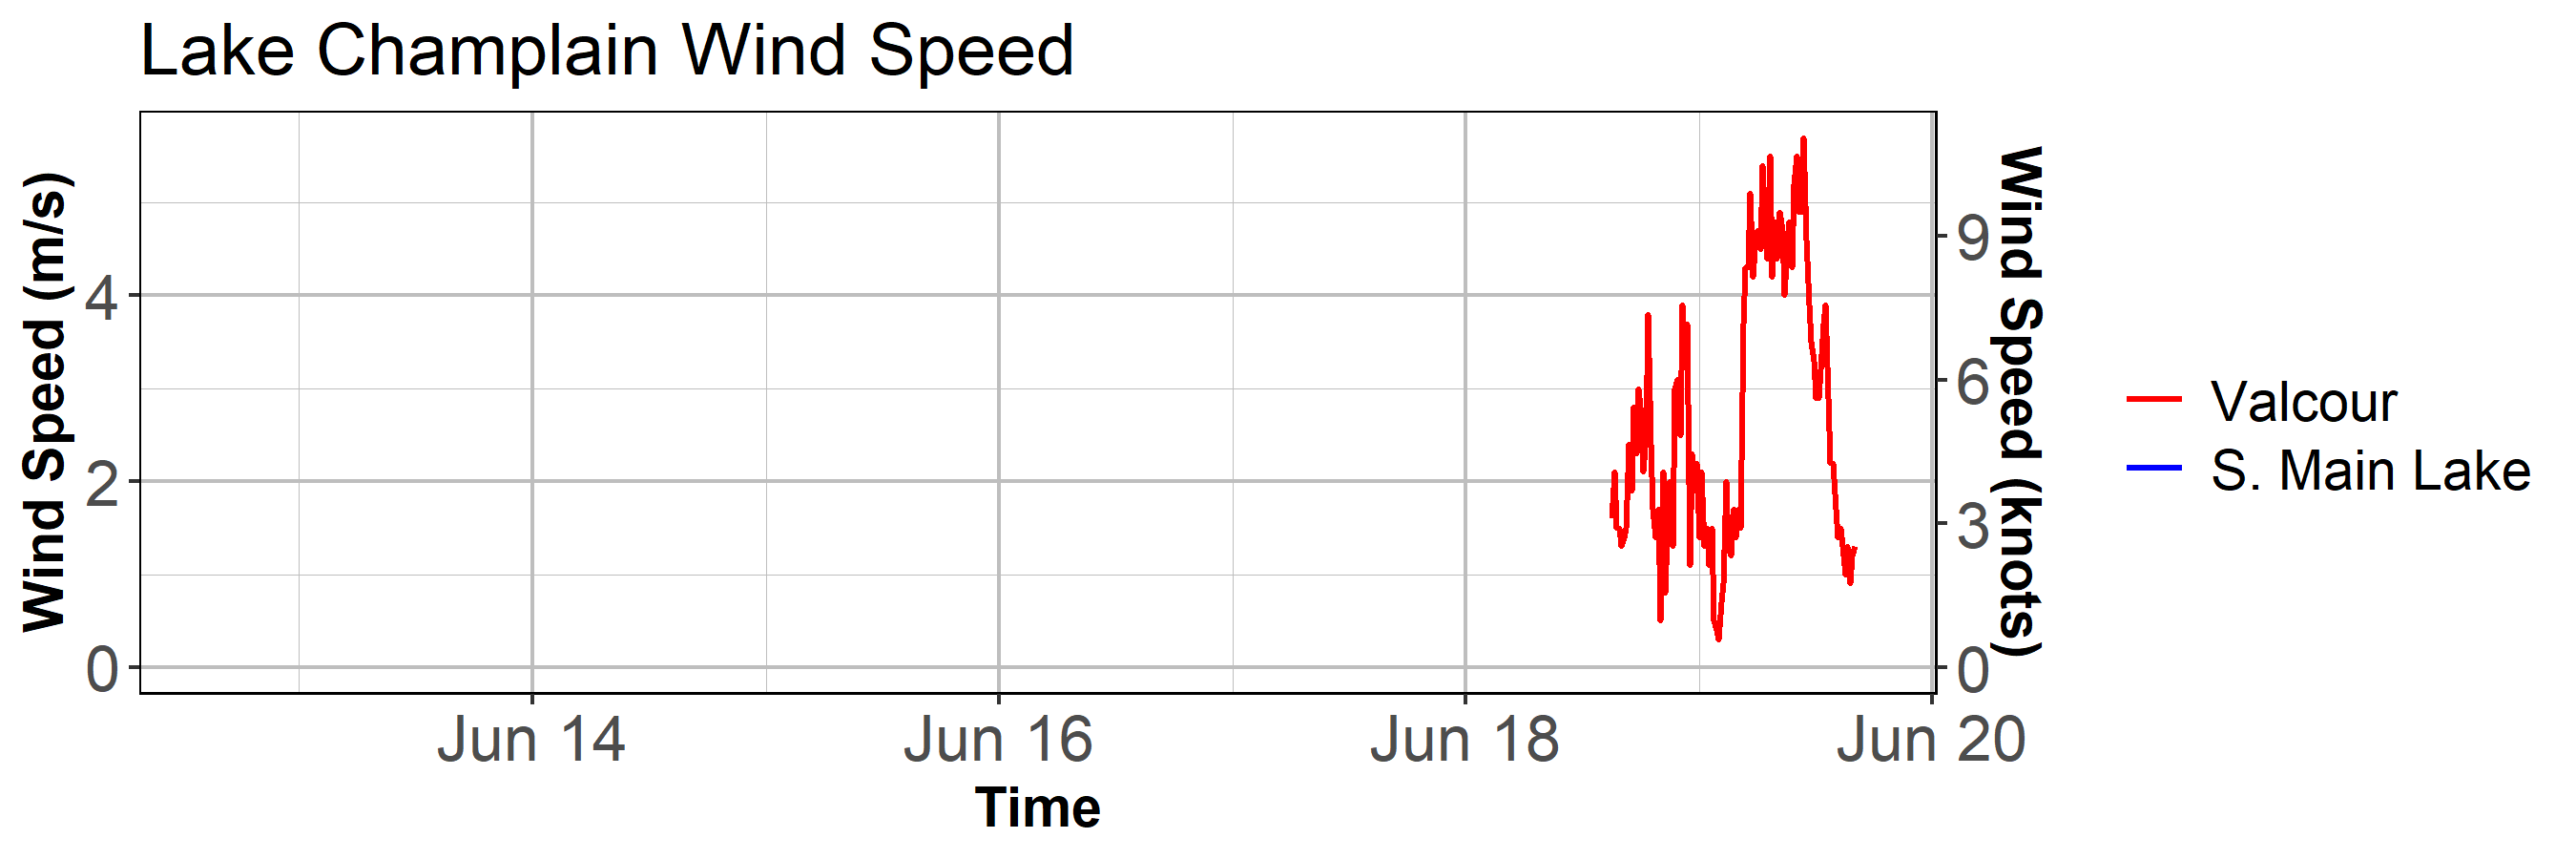 Lake Champlain Wind Speed
Wind Speed (m/s)
4
2
0
Wind Speed (knots)
9
6
3
0
Jun 14
Jun 16
Jun 18
Jun 20
Time
Valcour
S. Main Lake